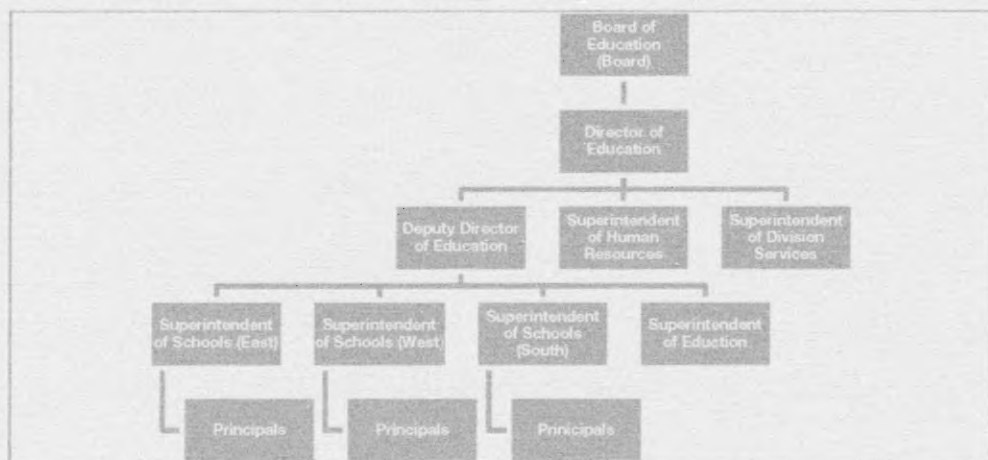 Board of
Education
(Board)
Director of
Education
Deputy Director
of Education
Superintendent
of Human
Resources
Superintendent
of Division
Services
Superintendent
of Schools (East)
Superintendent
of Schools (West)
Superintendent
of Schools
(South)
Superintendent
of Eduction
Principals
Principals
Prinicipals